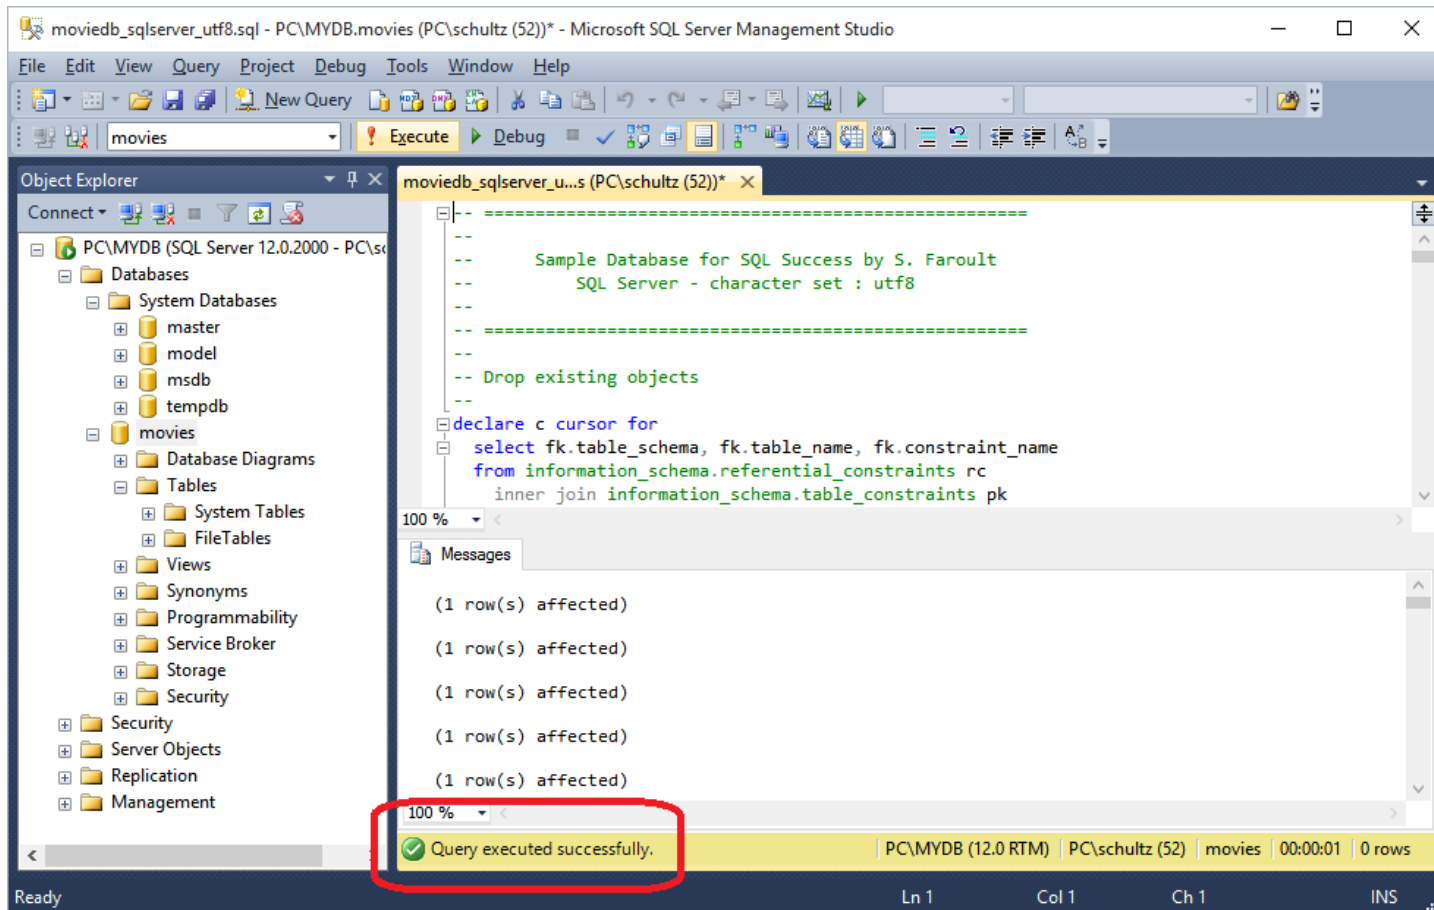 moviedb_sqlserver_utf8.sql - PC\MYDB.movies (PC\schultz (52))* - Microsoft SQL Server Management Studio
File Edit View Query Project Debug Tools Window Help
New Query
movies Execute Debug
Object Explorer
Connect
PC\MYDB (SQL Server 12.0.2000 - PC\sc
Databases
System Databases
master
model
msdb
tempdb
movies
Database Diagrams
Tables
System Tables
FileTables
Views
Synonyms
Programmability
Service Broker
Storage
Security
Security
Server Objects
Replication
Management
moviedb_sqlserver_u...s (PC\schultz (52))*
-- =====================================================
--
-- Sample Database for SQL Success by S. Faroult
-- SQL Server - character set : utf8
--
-- =====================================================
--
-- Drop existing objects
--
declare c cursor for
select fk.table_schema, fk.table_name, fk.constraint_name
from information_schema.referential_constraints rc
inner join information_schema.table_constraints pk
100 %
Messages
(1 row(s) affected)
(1 row(s) affected)
(1 row(s) affected)
(1 row(s) affected)
(1 row(s) affected)
100 %
Query executed successfully. PC\MYDB (12.0 RTM) PC\schultz (52) movies 00:00:01 0 rows
Ready Ln 1 Col 1 Ch 1 INS